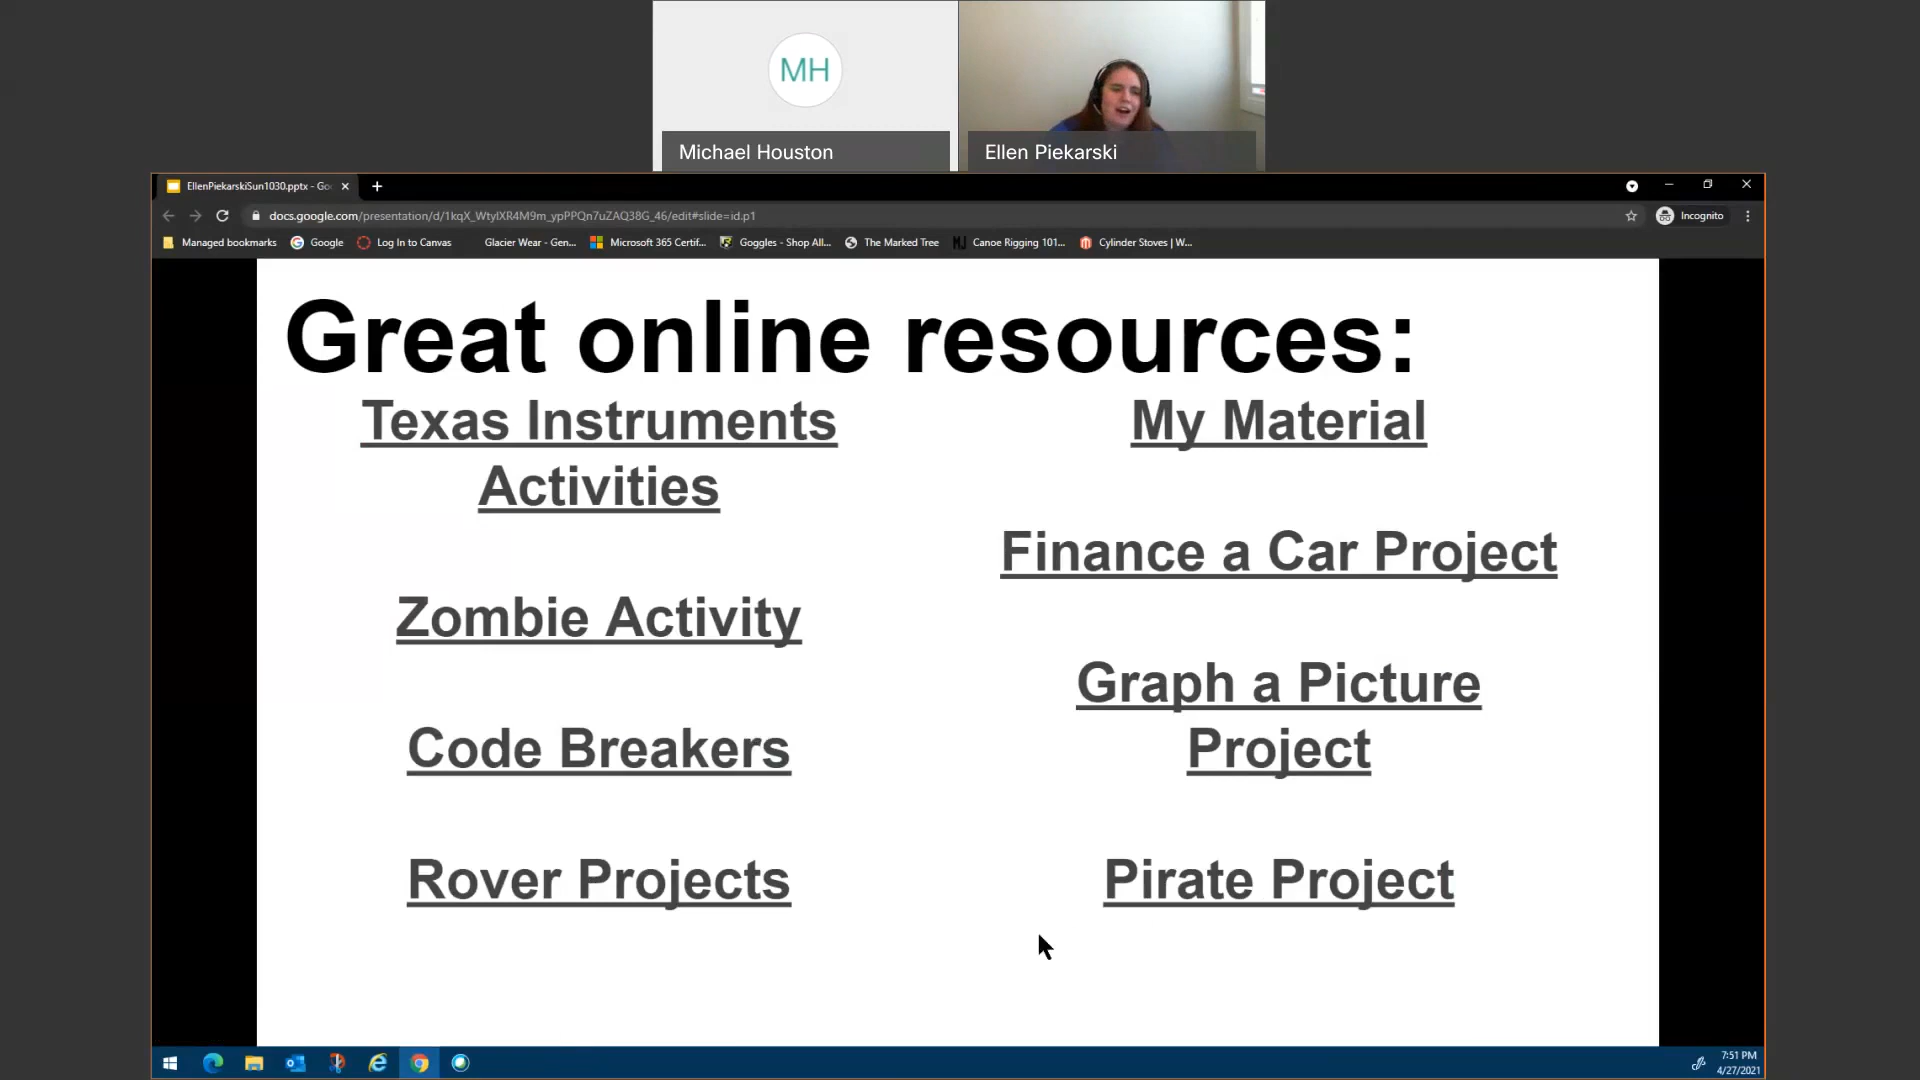 MH
Michael Houston
Ellen Piekarski
EllenPiekarskiSun1030.pptx - Goo
docs.google.com/presentation/d/1kqX_WtyIXR4M9m_ypPPQn7uZAQ38G_46/edit#slide=id.p1
Incognito
Managed bookmarks Google Log In to Canvas Glacier Wear - Gen... Microsoft 365 Certif... Goggles - Shop All... The Marked Tree Canoe Rigging 101... Cylinder Stoves | W...
Great online resources:
Texas Instruments
Activities
Zombie Activity
Code Breakers
Rover Projects
My Material
Finance a Car Project
Graph a Picture
Project
Pirate Project
7:51 PM
4/27/2021